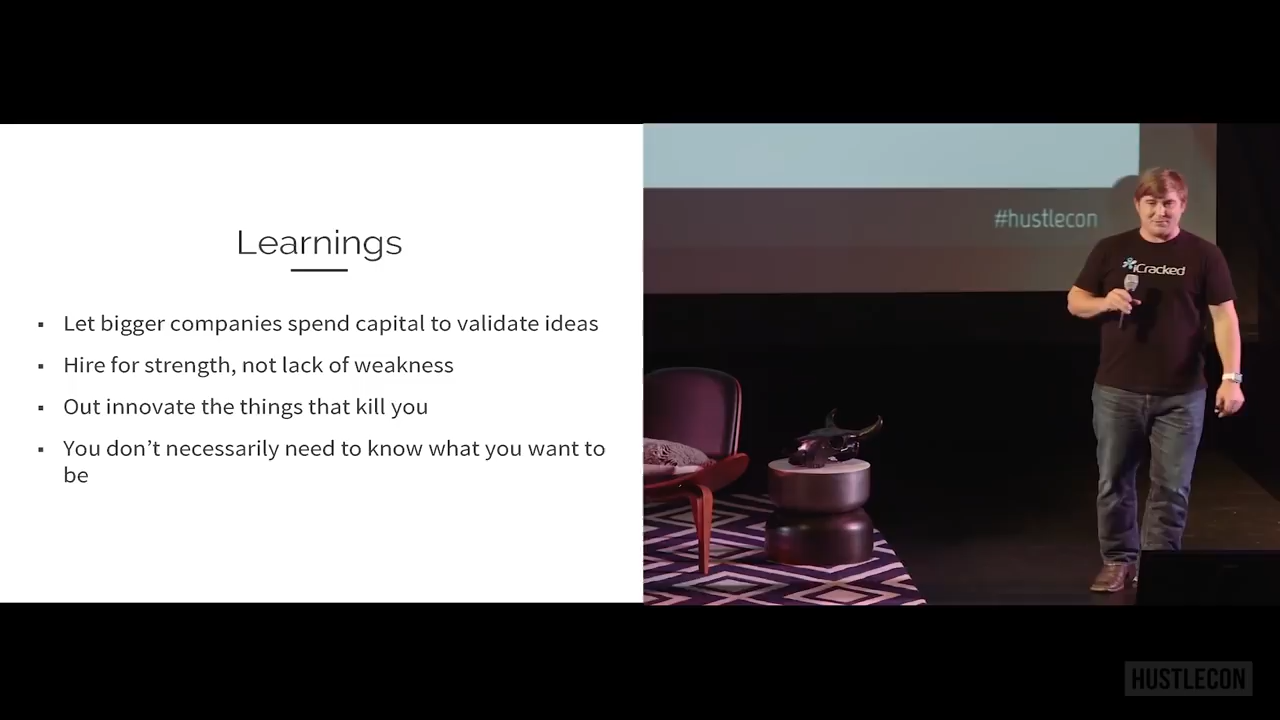 Learnings
▪ Let bigger companies spend capital to validate ideas
▪ Hire for strength, not lack of weakness
▪ Out innovate the things that kill you
▪ You don’t necessarily need to know what you want to
be
#hustlecon
iCracked
HUSTLECON